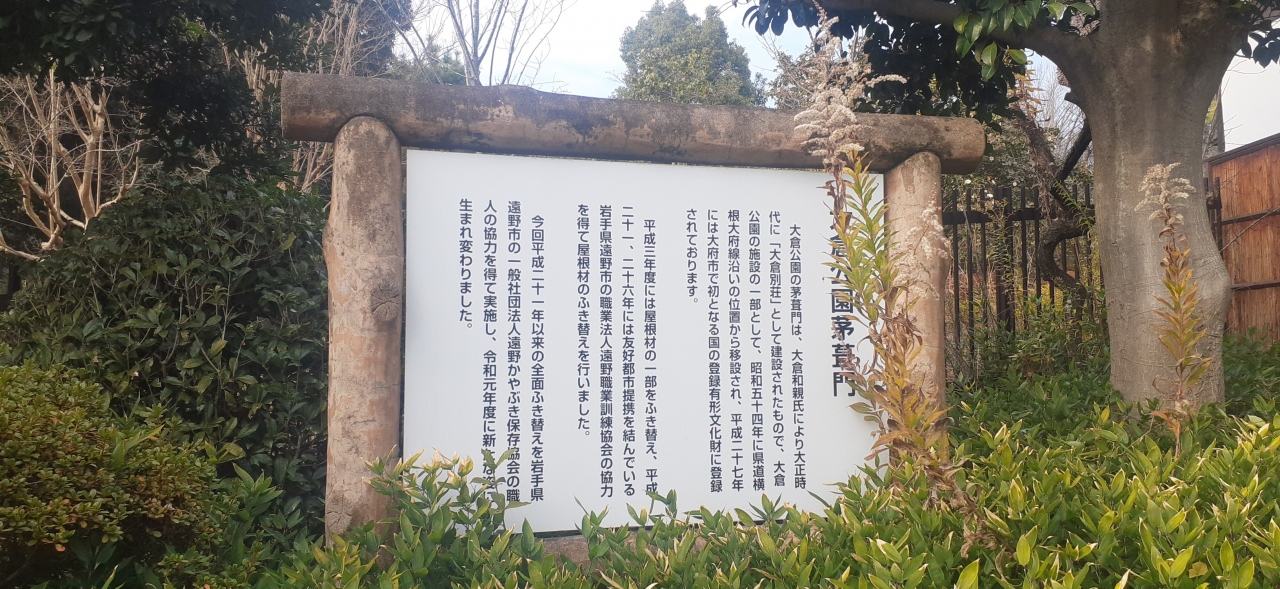 園茅葺門
大倉公園の茅葺門は、大倉和親氏により大正時
代に「大倉別荘」として建設されたもので、大倉
公園の施設の一部として、昭和五十四年に県道横
根大府線沿いの位置から移設され、平成二十七年
には大府市で初となる国の登録有形文化財に登録
されております。
平成三年度には屋根材の一部をふき替え、平成
二十一、二十六年には友好都市提携を結んでいる
岩手県遠野市の職業法人遠野職業訓練協会の協力
を得て屋根材のふき替えを行いました。
今回平成二十一年以来の全面ふき替えを岩手県
遠野市の一般社団法人遠野かやぶき保存協会の職
人の協力を得て実施し、令和元年度に新
生まれ変わりました。